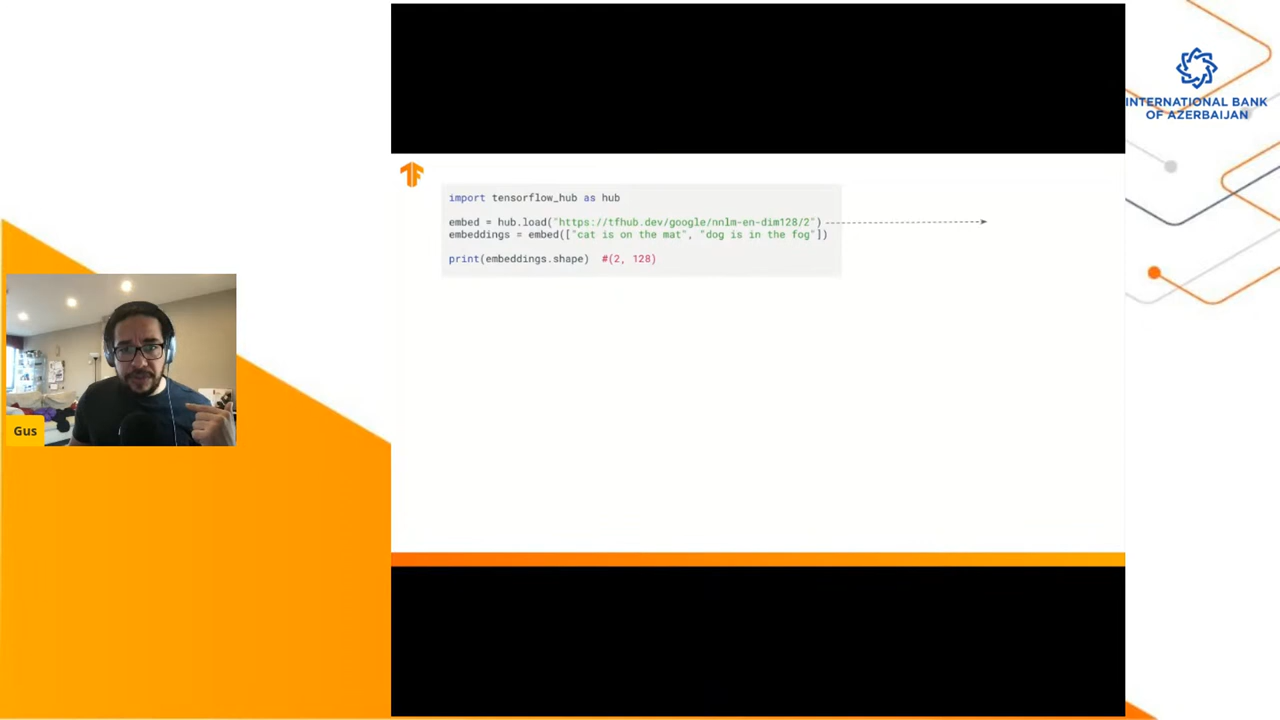 INTERNATIONAL BANK
OF AZERBAIJAN
import tensorflow_hub as hub
embed = hub.load("https://tfhub.dev/google/nnlm-en-dim128/2")
embeddings = embed(["cat is on the mat", "dog is in the fog"])
print(embeddings.shape) #(2, 128)
Gus